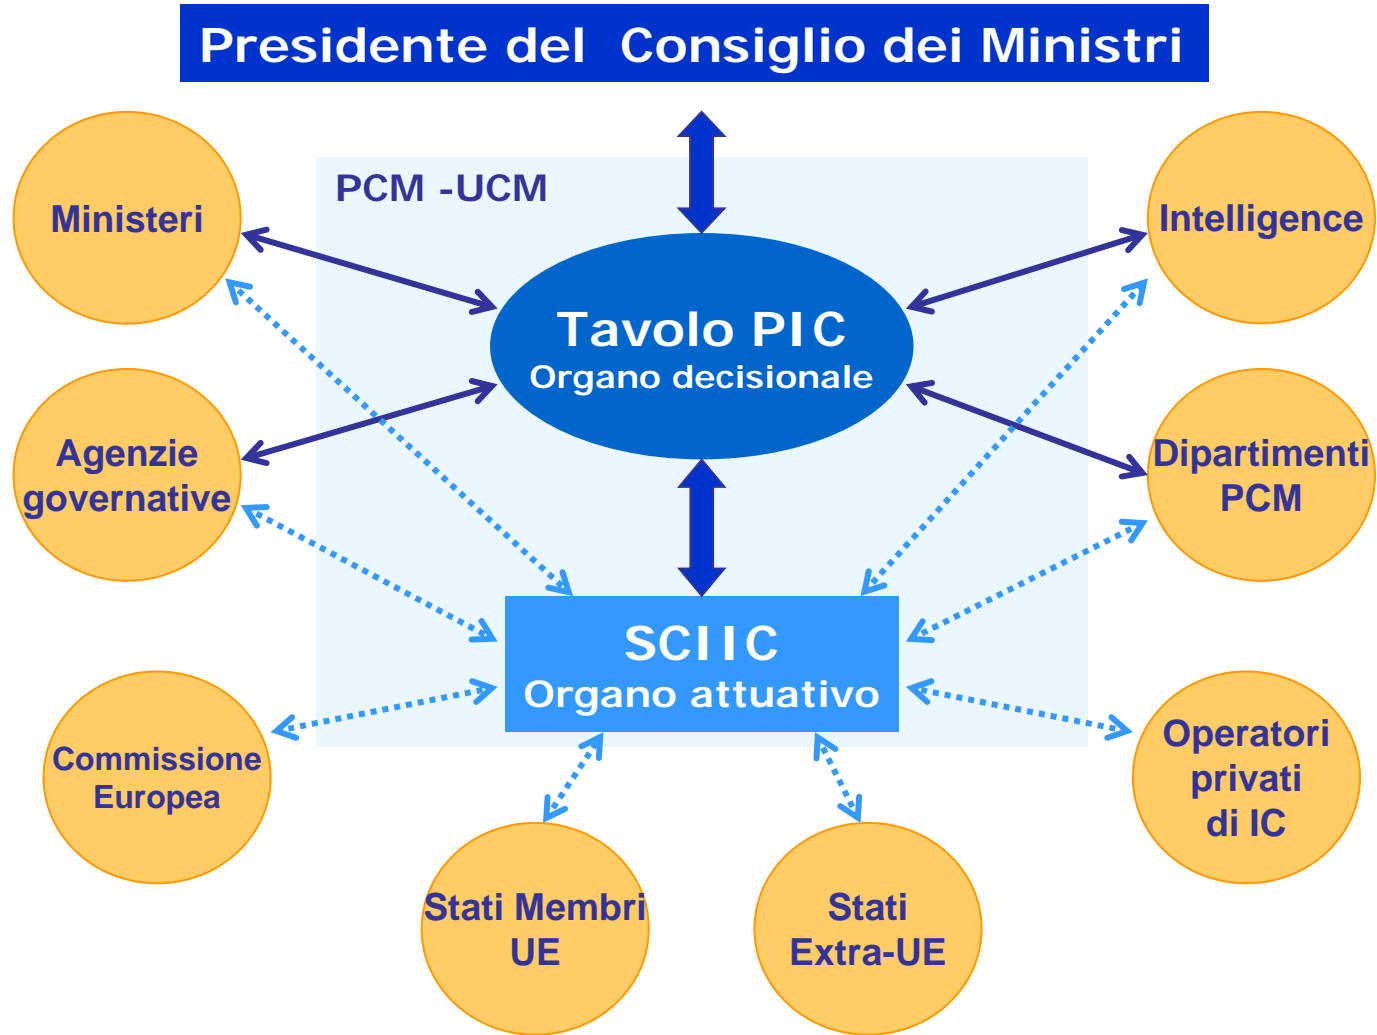 Presidente del Consiglio dei Ministri
PCM -UCM
Ministeri
Intelligence
Tavolo PIC
Organo decisionale
Agenzie
governative
Dipartimenti
PCM
SCIIC
Organo attuativo
Commissione
Europea
Operatori
privati
di IC
Stati Membri
UE
Stati
Extra-UE